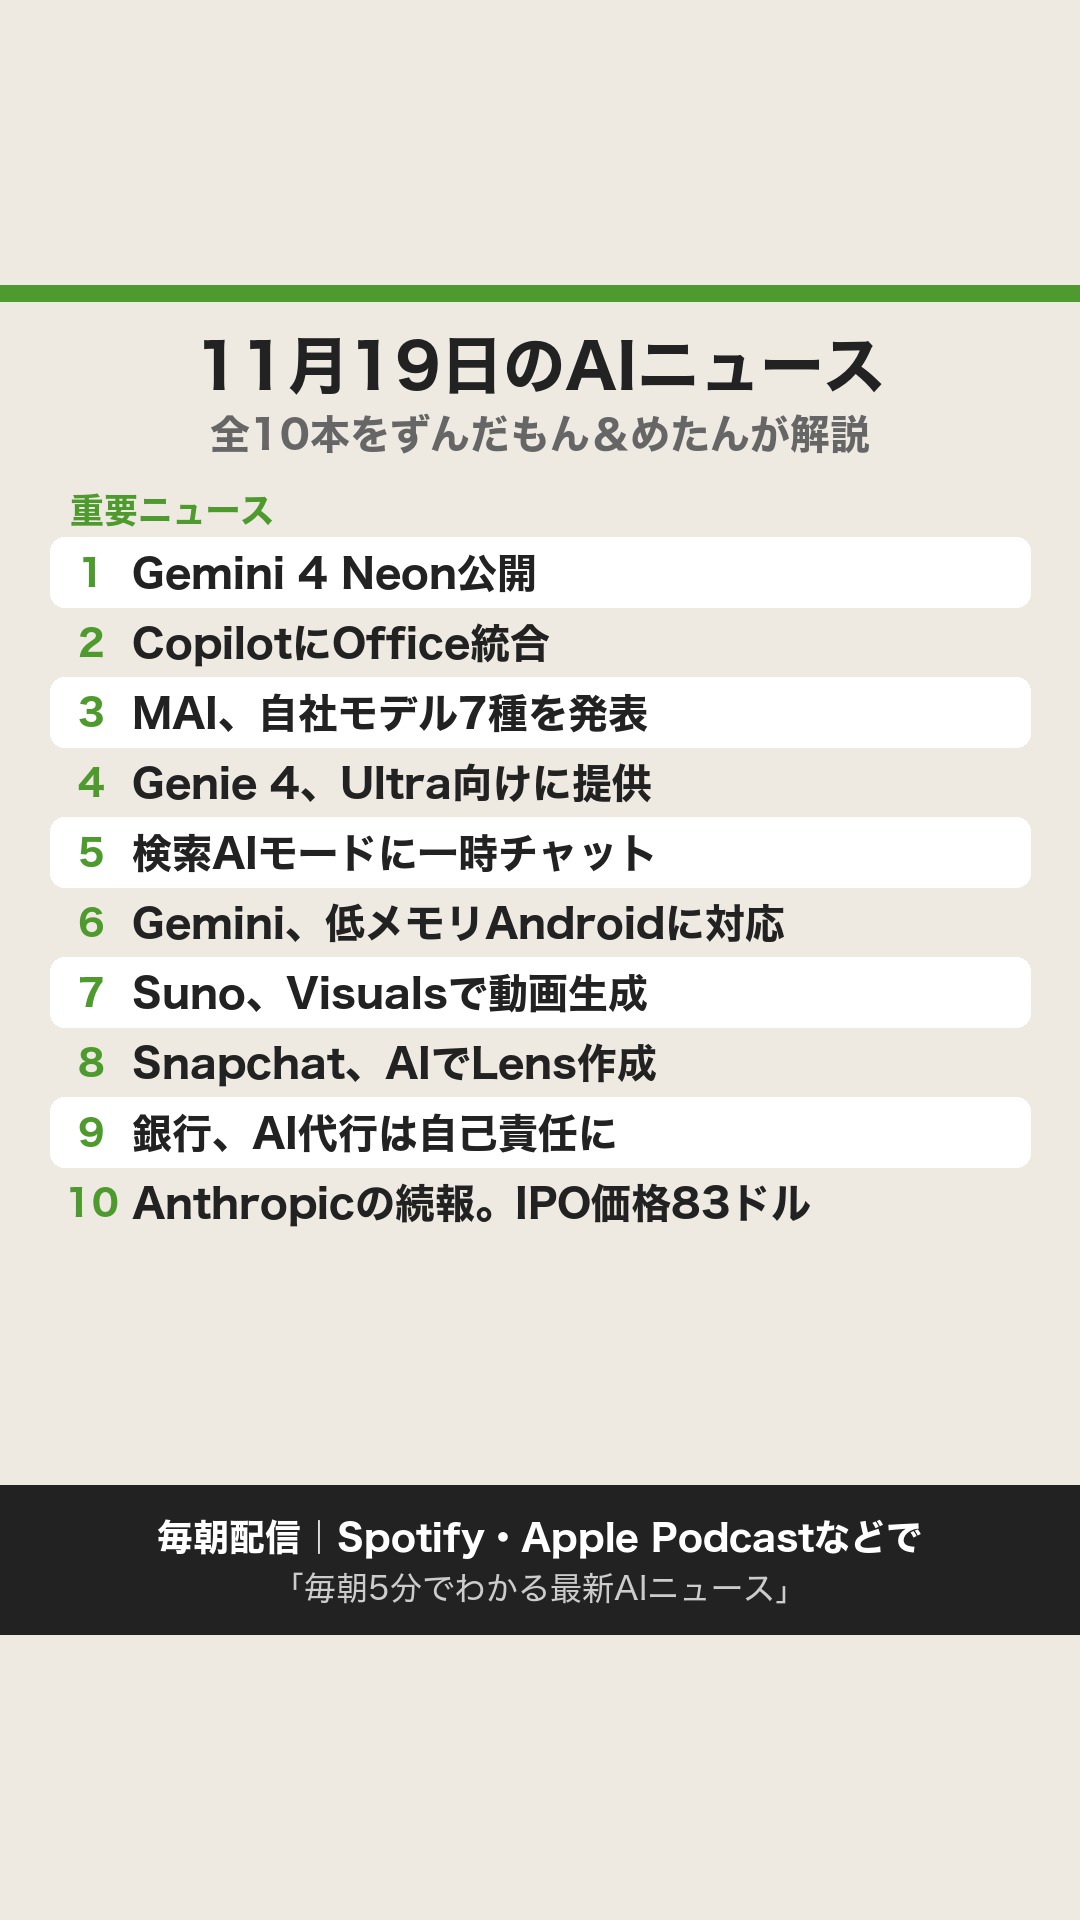 11月19日のAIニュース
全10本をずんだもん＆めたんが解説
重要ニュース
1 Gemini 4 Neon公開
2 CopilotにOffice統合
3 MAI、自社モデル7種を発表
4 Genie 4、Ultra向けに提供
5 検索AIモードに一時チャット
6 Gemini、低メモリAndroidに対応
7 Suno、Visualsで動画生成
8 Snapchat、AIでLens作成
9 銀行、AI代行は自己責任に
10 Anthropicの続報。IPO価格83ドル
毎朝配信｜Spotify・Apple Podcastなどで
「毎朝5分でわかる最新AIニュース」